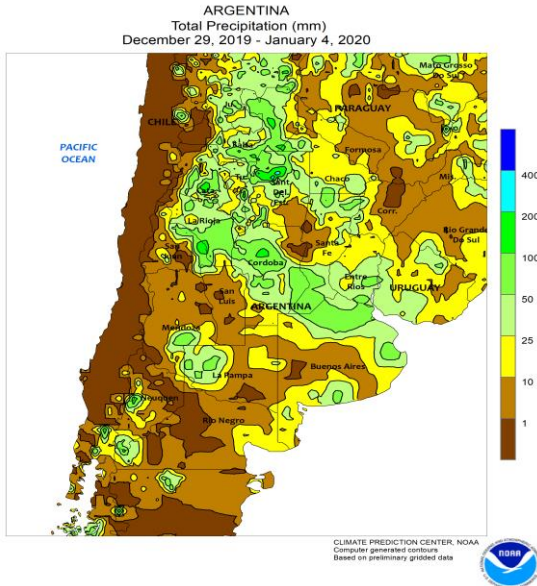 ARGENTINA
Total Precipitation (mm)
December 29, 2019 - January 4, 2020
Mato Grosso
Do Sul
PARAGUAY
CHILE
PACIFIC
OCEAN
Formosa
Chaco
Mis.
Sant
Del
Corr.
La Rioja
Rio Grande
Do Sul
Santa
Fe
San
Juan
Cordoba
Entre
Rios
URUGUAY
San
Luis
ARGENTINA
Mendoza
Buenos Aires
La Pampa
Neuquen
Rio Negro
400
200
100
50
25
10
1
CLIMATE PREDICTION CENTER, NOAA
Computer generated contours
Based on preliminary gridded data
NOAA